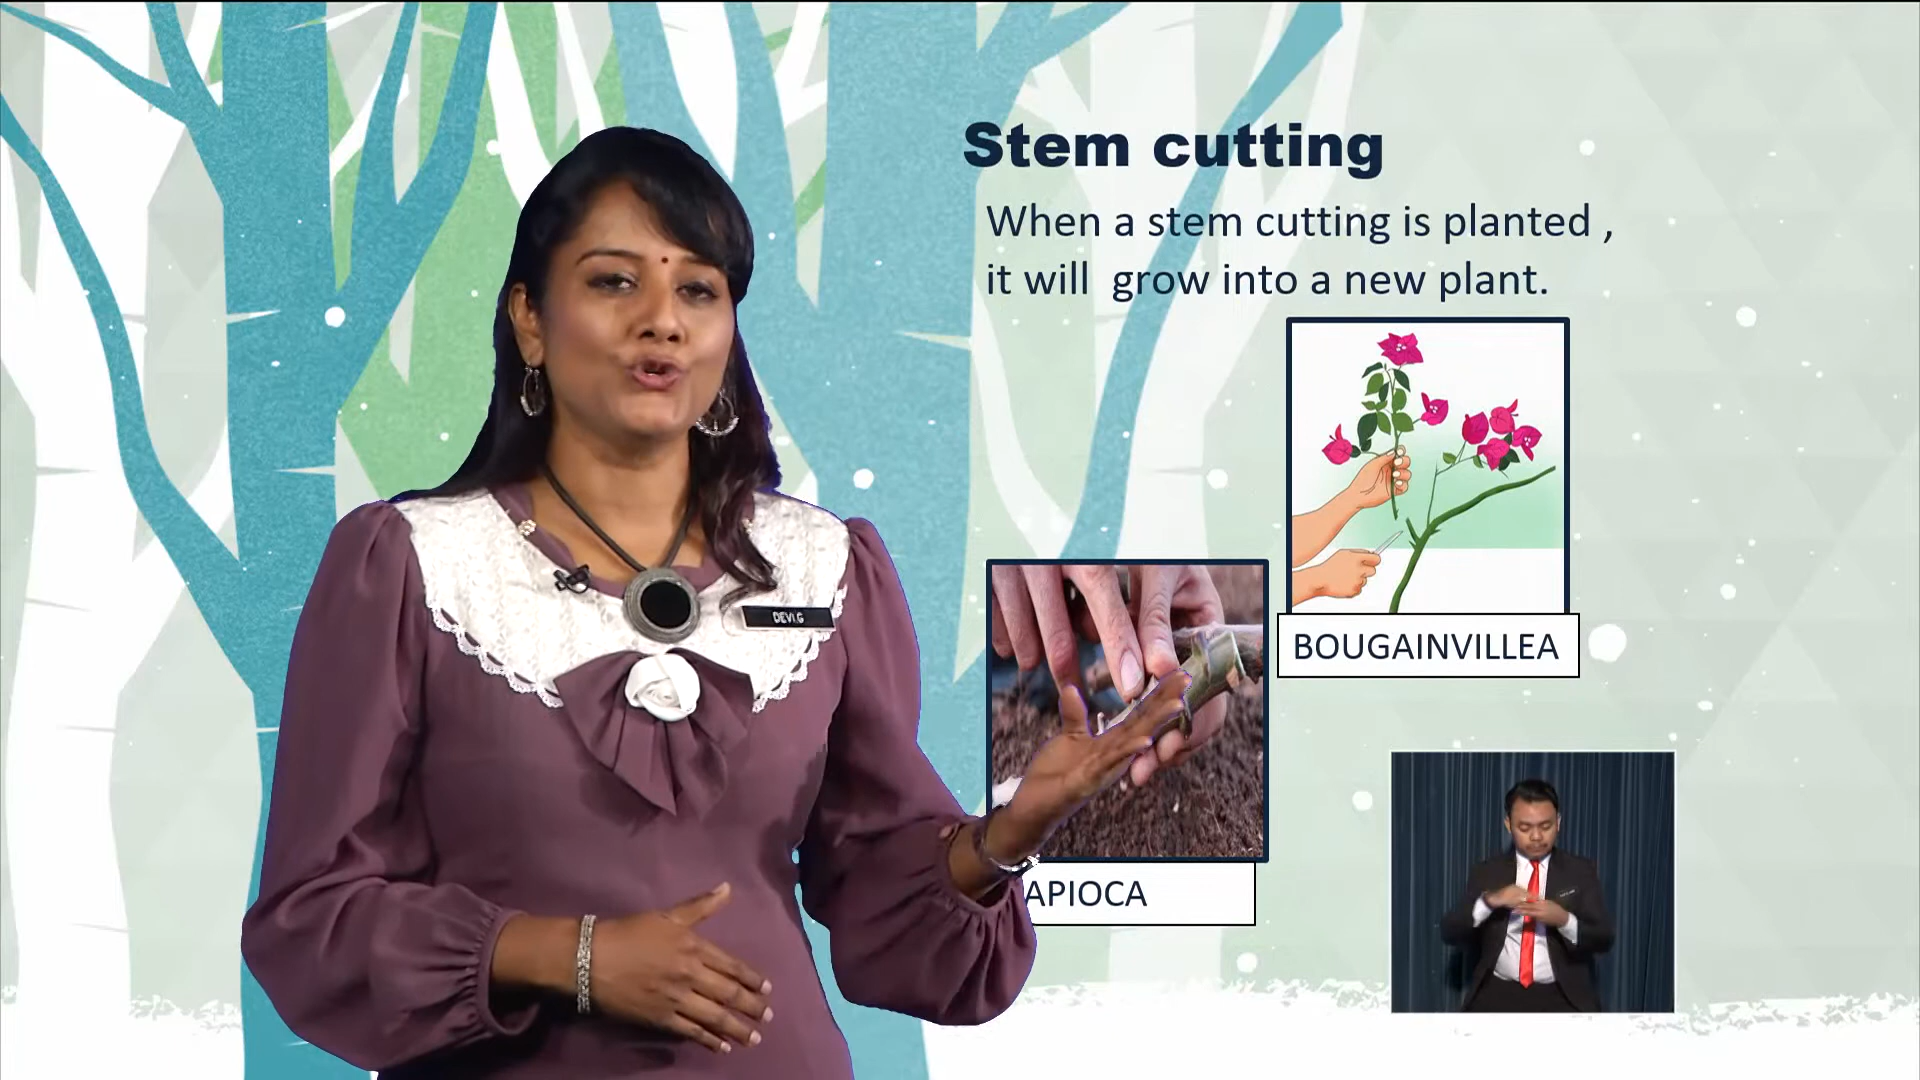 Stem cutting
When a stem cutting is planted ,
it will grow into a new plant.
BOUGAINVILLEA
DEVI.G
APIOCA